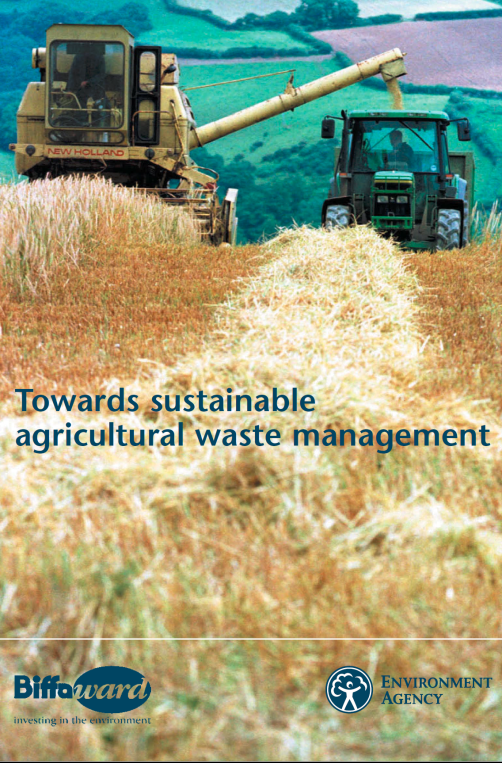 NEW HOLLAND
Towards sustainable
agricultural waste management
Biffaward
investing in the environment
ENVIRONMENT
AGENCY